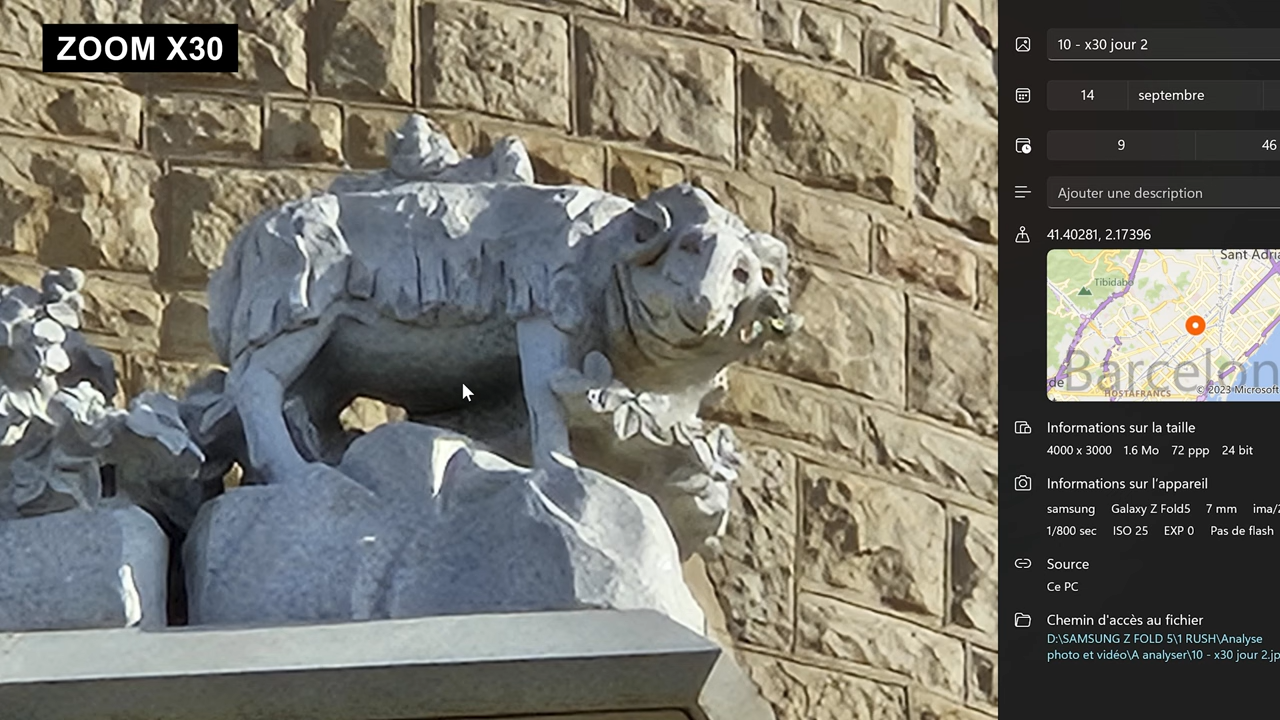 ZOOM X30
10 - x30 jour 2
14 septembre
9 46
Ajouter une description
41.40281, 2.17396
Sant Adri
Tibidabo
de
Barcelon
HOSTAFRANCS
© 2023 Microsoft
Informations sur la taille
4000 x 3000 1.6 Mo 72 ppp 24 bit
Informations sur l'appareil
samsung Galaxy Z Fold5 7 mm ima/2
1/800 sec ISO 25 EXP 0 Pas de flash
Source
Ce PC
Chemin d'accès au fichier
D:\SAMSUNG Z FOLD 5\1 RUSH\Analyse
photo et vidéo\A analyser\10 - x30 jour 2.jp